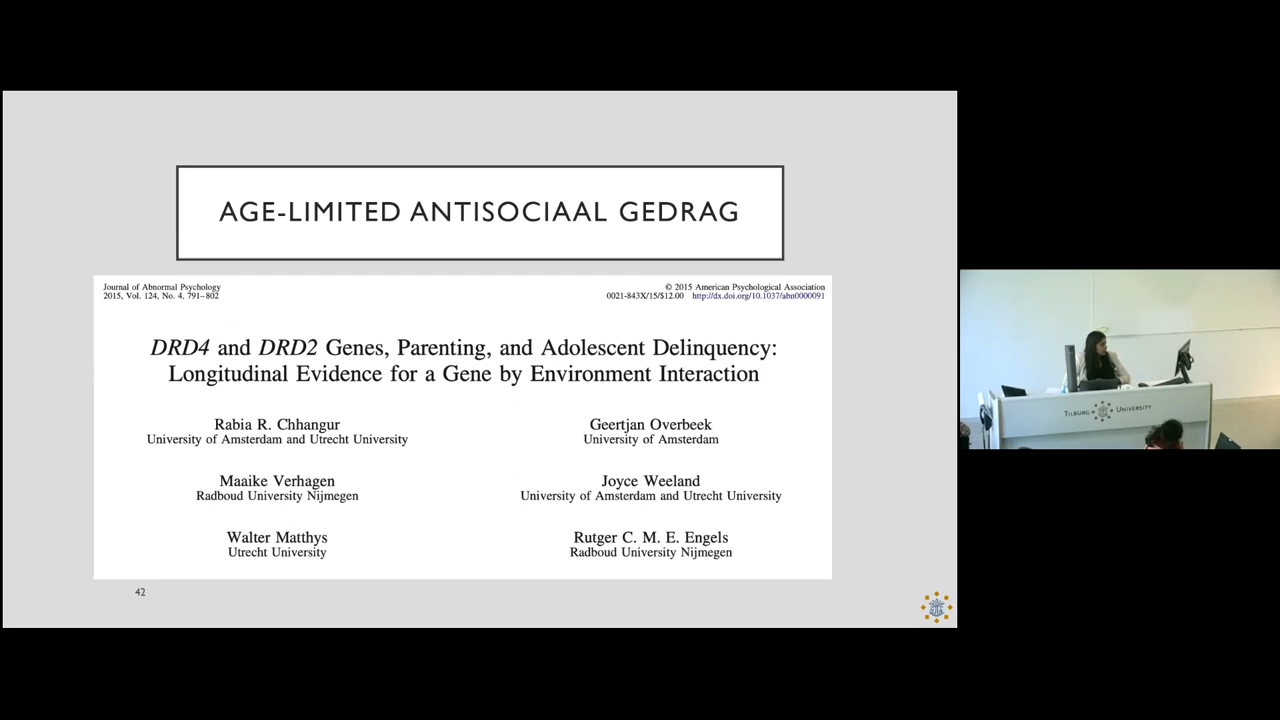 AGE-LIMITED ANTISOCIAAL GEDRAG
Journal of Abnormal Psychology
2015, Vol. 124, No. 4, 791–802
© 2015 American Psychological Association
0021-843X/15/$12.00 http://dx.doi.org/10.1037/abn0000091
DRD4 and DRD2 Genes, Parenting, and Adolescent Delinquency:
Longitudinal Evidence for a Gene by Environment Interaction
Rabia R. Chhangur
University of Amsterdam and Utrecht University
Geertjan Overbeek
University of Amsterdam
Maaike Verhagen
Radboud University Nijmegen
Joyce Weeland
University of Amsterdam and Utrecht University
Walter Matthys
Utrecht University
Rutger C. M. E. Engels
Radboud University Nijmegen
42
TILBURG UNIVERSITY